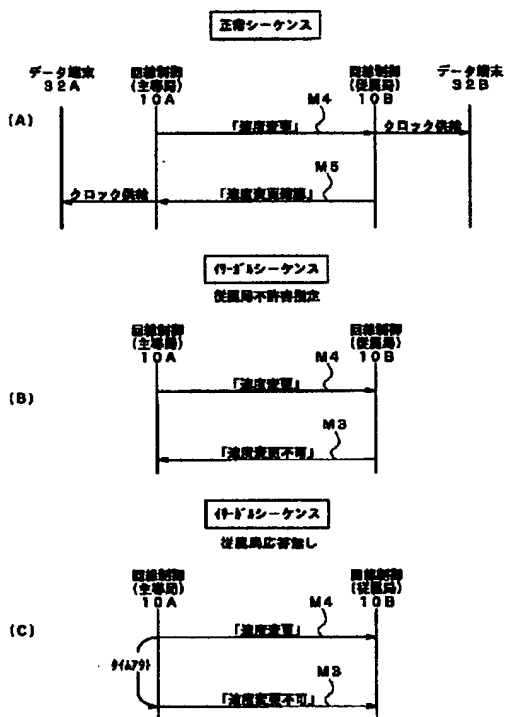 正常シーケンス
データ端末
32A
回線制御
(主導局)
10A
回線制御
(従属局)
10B
データ端末
32B
(A)
M4
「速度変更」
クロック供給
M5
クロック供給
「速度変更確認」
イリーガルシーケンス
従属局不許容指定
回線制御
(主導局)
10A
回線制御
(従属局)
10B
(B)
M4
「速度変更」
M3
「速度変更不可」
イリーガルシーケンス
従属局応答無し
回線制御
(主導局)
10A
回線制御
(従属局)
10B
(C)
M4
「速度変更」
タイムアウト
M3
「速度変更不可」